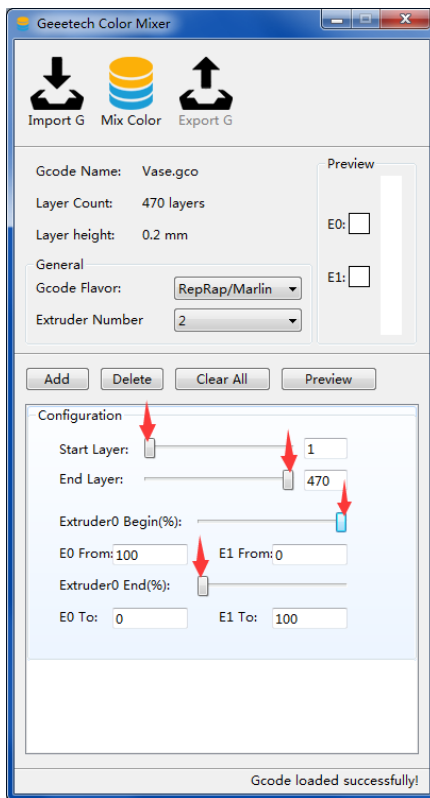 Geeetech Color Mixer
Import G Mix Color Export G
Gcode Name: Vase.gco
Layer Count: 470 layers
Layer height: 0.2 mm
General
Gcode Flavor: RepRap/Marlin
Extruder Number 2
Preview
E0:
E1:
Add Delete Clear All Preview
Configuration
Start Layer: 1
End Layer: 470
Extruder0 Begin(%):
E0 From: 100 E1 From: 0
Extruder0 End(%):
E0 To: 0 E1 To: 100
Gcode loaded successfully!